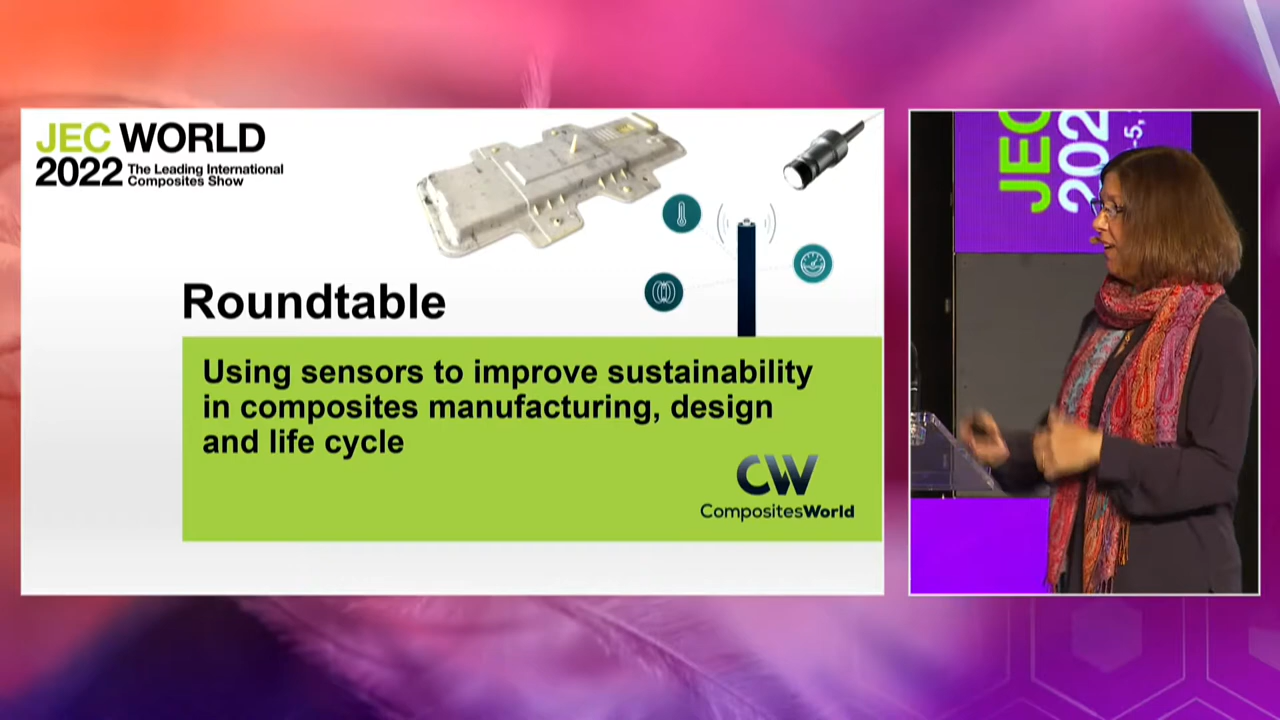 JEC WORLD
2022 The Leading International
Composites Show
Roundtable
Using sensors to improve sustainability
in composites manufacturing, design
and life cycle
CW
CompositesWorld
JEC
202
-5,